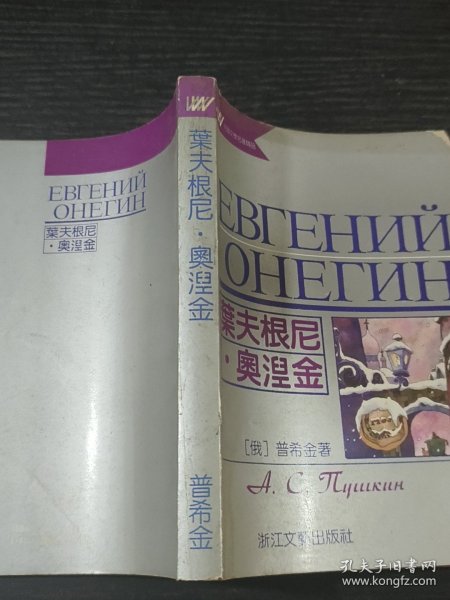 ЕВГЕНИЙ
ОНЕГИН
葉夫根尼
·奧涅金
葉夫根尼·奧涅金
普希金
ЕВГЕНИЙ
ОНЕГИН
葉夫根尼
·奧涅金
［俄］普希金著
А. С. Пушкин
浙江文藝出版社
孔夫子旧书网
www.kongfz.com